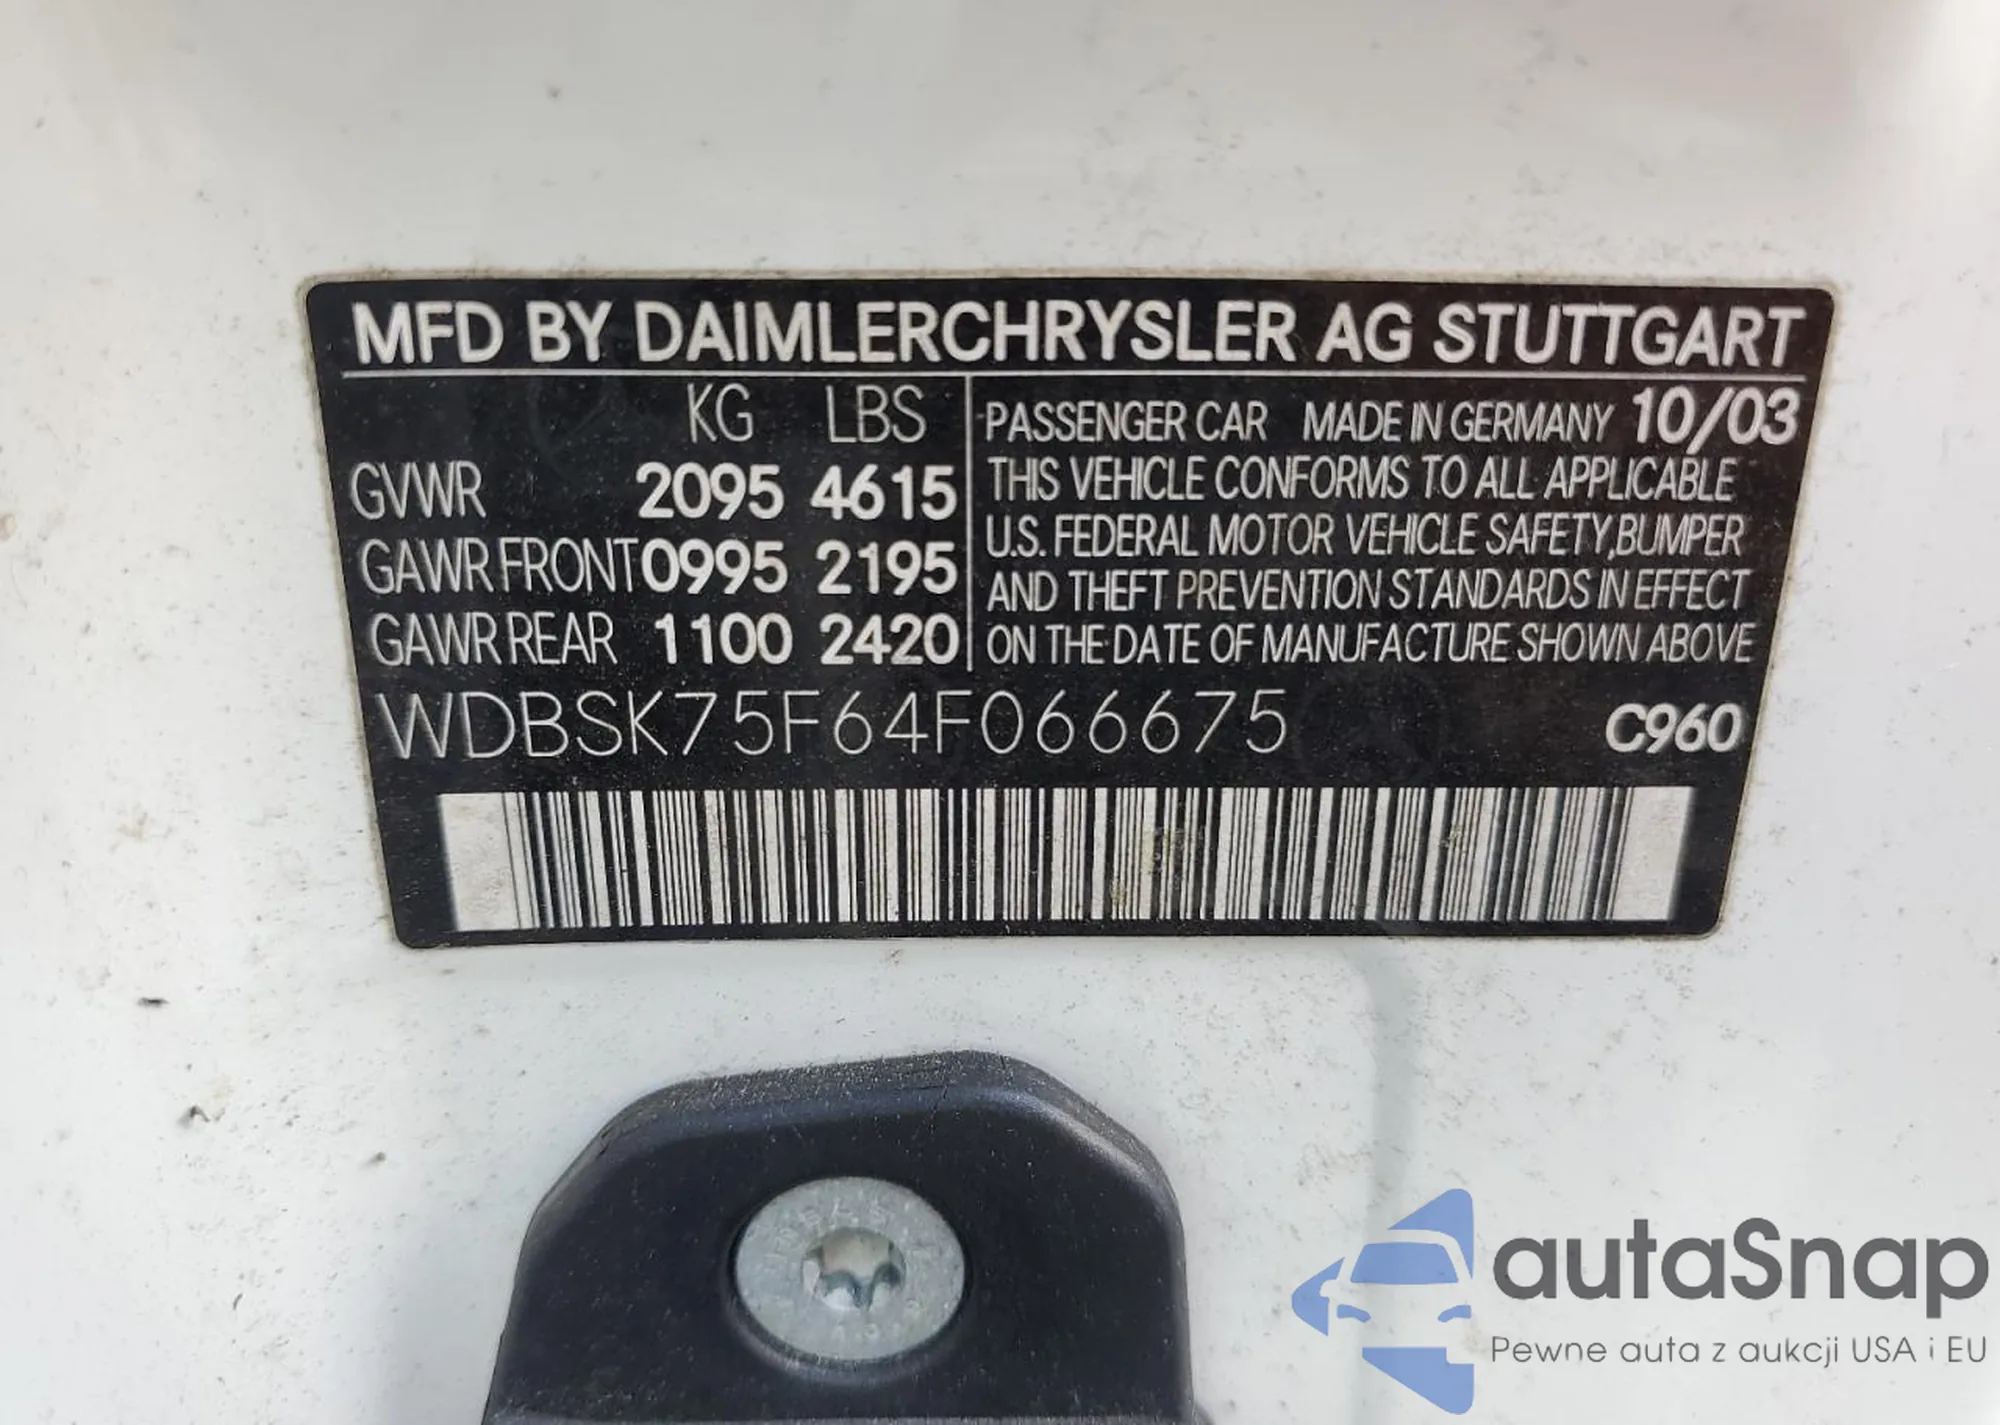 MFD BY DAIMLERCHRYSLER AG STUTTGART
KG LBS
GVWR 2095 4615
GAWR FRONT 0995 2195
GAWR REAR 1100 2420
PASSENGER CAR MADE IN GERMANY 10/03
THIS VEHICLE CONFORMS TO ALL APPLICABLE
U.S. FEDERAL MOTOR VEHICLE SAFETY, BUMPER
AND THEFT PREVENTION STANDARDS IN EFFECT
ON THE DATE OF MANUFACTURE SHOWN ABOVE
WDBSK75F64F066675 C960
autaSnap
Pewne auta z aukcji USA i EU